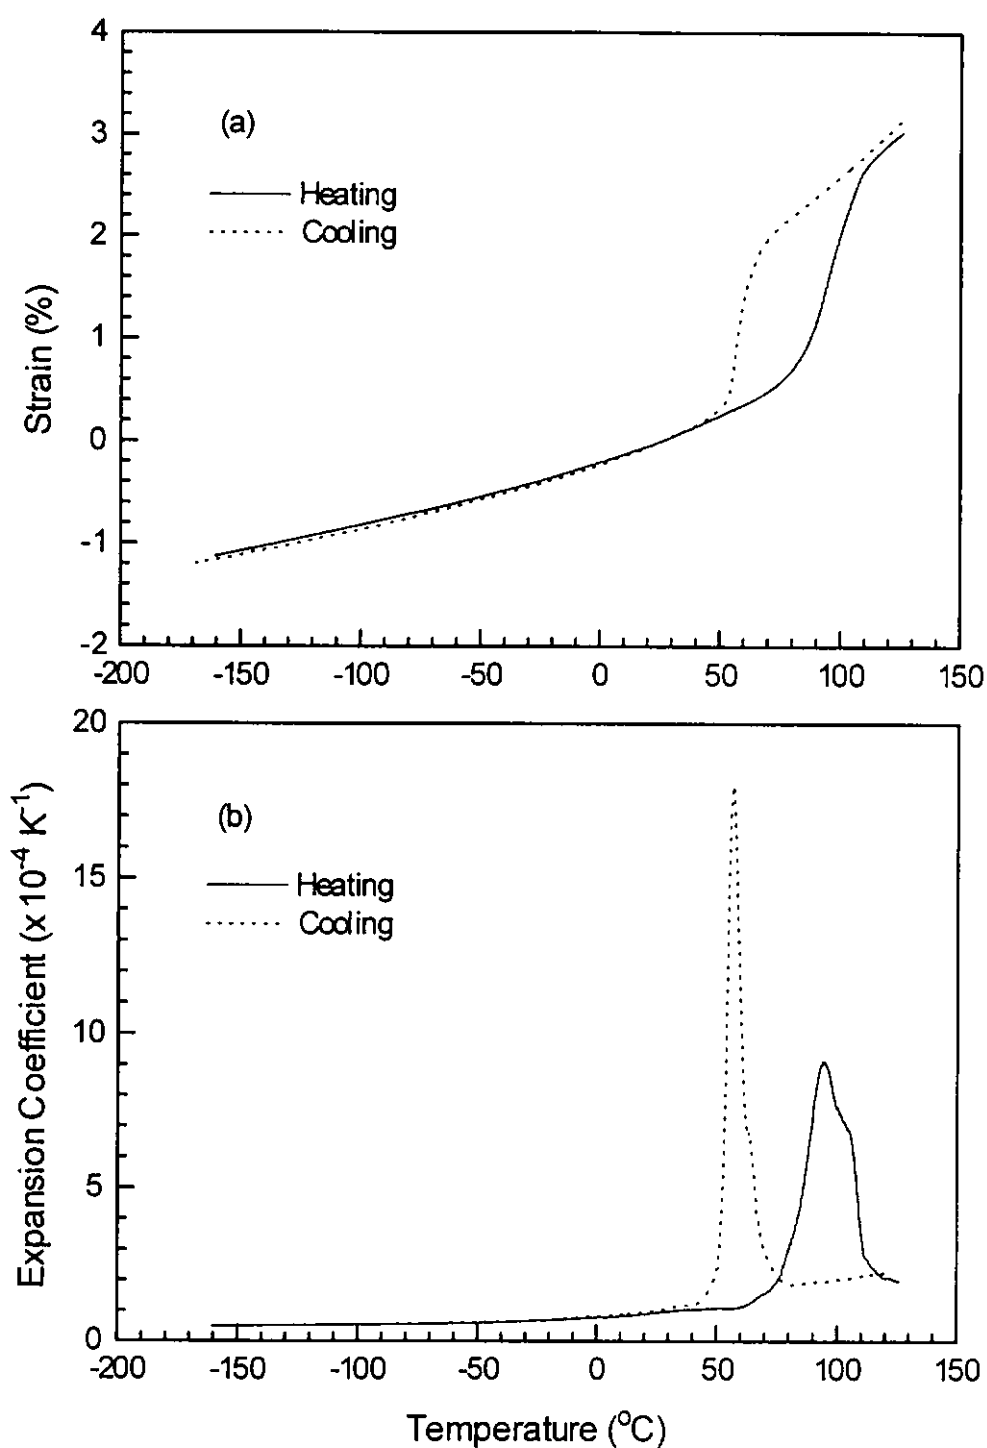 4
3
2
1
0
-1
-2
Strain (%)
(a)
Heating
Cooling
-200 -150 -100 -50 0 50 100 150
20
15
10
5
0
Expansion Coefficient (x 10⁻⁴ K⁻¹)
(b)
Heating
Cooling
-200 -150 -100 -50 0 50 100 150
Temperature (⁰C)